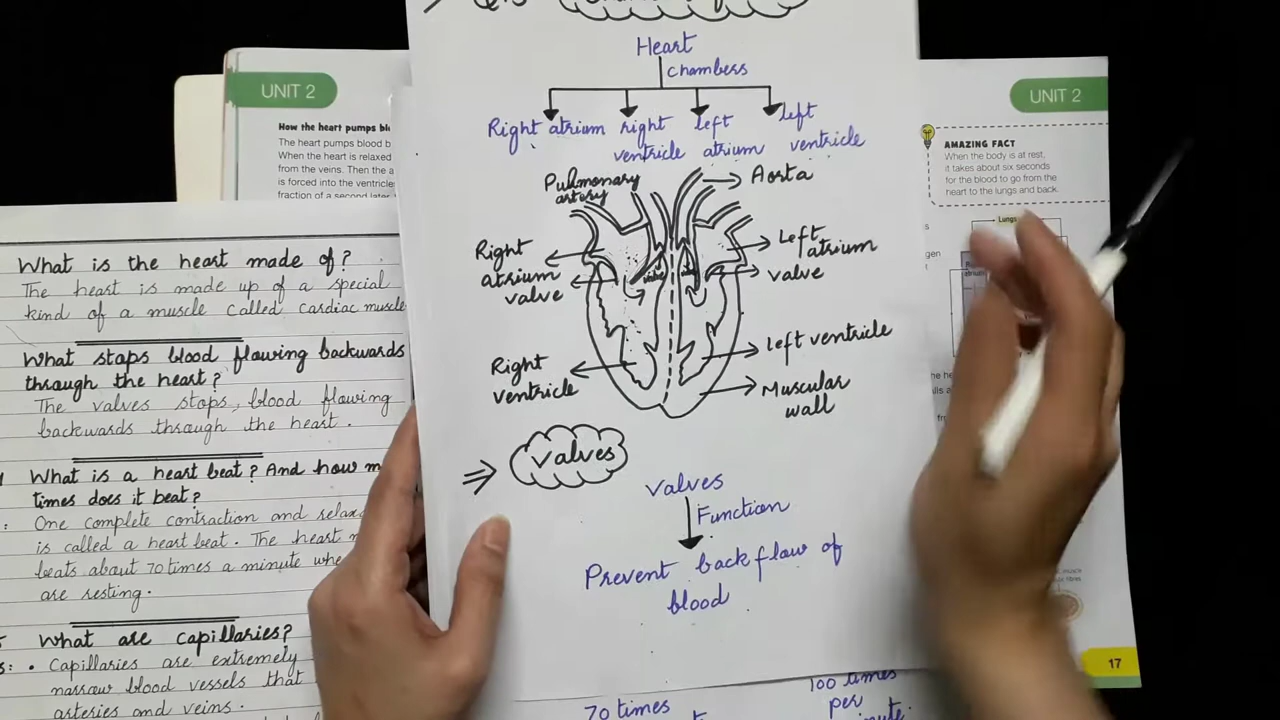 Heart
chambers
Right atrium right left left
ventricle atrium ventricle
Pulmonary
artery
Aorta
Right
atrium
valve
Left
atrium
valve
Right
ventricle
Left ventricle
Muscular
wall
Valves
valves
Function
Prevent back flow of
blood
70 times
100 times
per
UNIT 2
How the heart pumps bl
The heart pumps blood b
When the heart is relaxed
from the veins. Then the a
is forced into the ventricle
fraction of a second later
What is the heart made of?
The heart is made up of a special
kind of a muscle called cardiac muscle
What stops blood flowing backwards
through the heart?
The valves stops, blood flowing
backwards through the heart.
What is a heart beat? And how m
times does it beat?
One complete contraction and relax
is called a heart beat. The heart
beats about 70 times a minute whe
are resting.
What are capillaries?
• Capillaries are extremely
narrow blood vessels that
arteries and veins.
UNIT 2
AMAZING FACT
When the body is at rest,
it takes about six seconds
for the blood to go from the
heart to the lungs and back.
Lungs
17